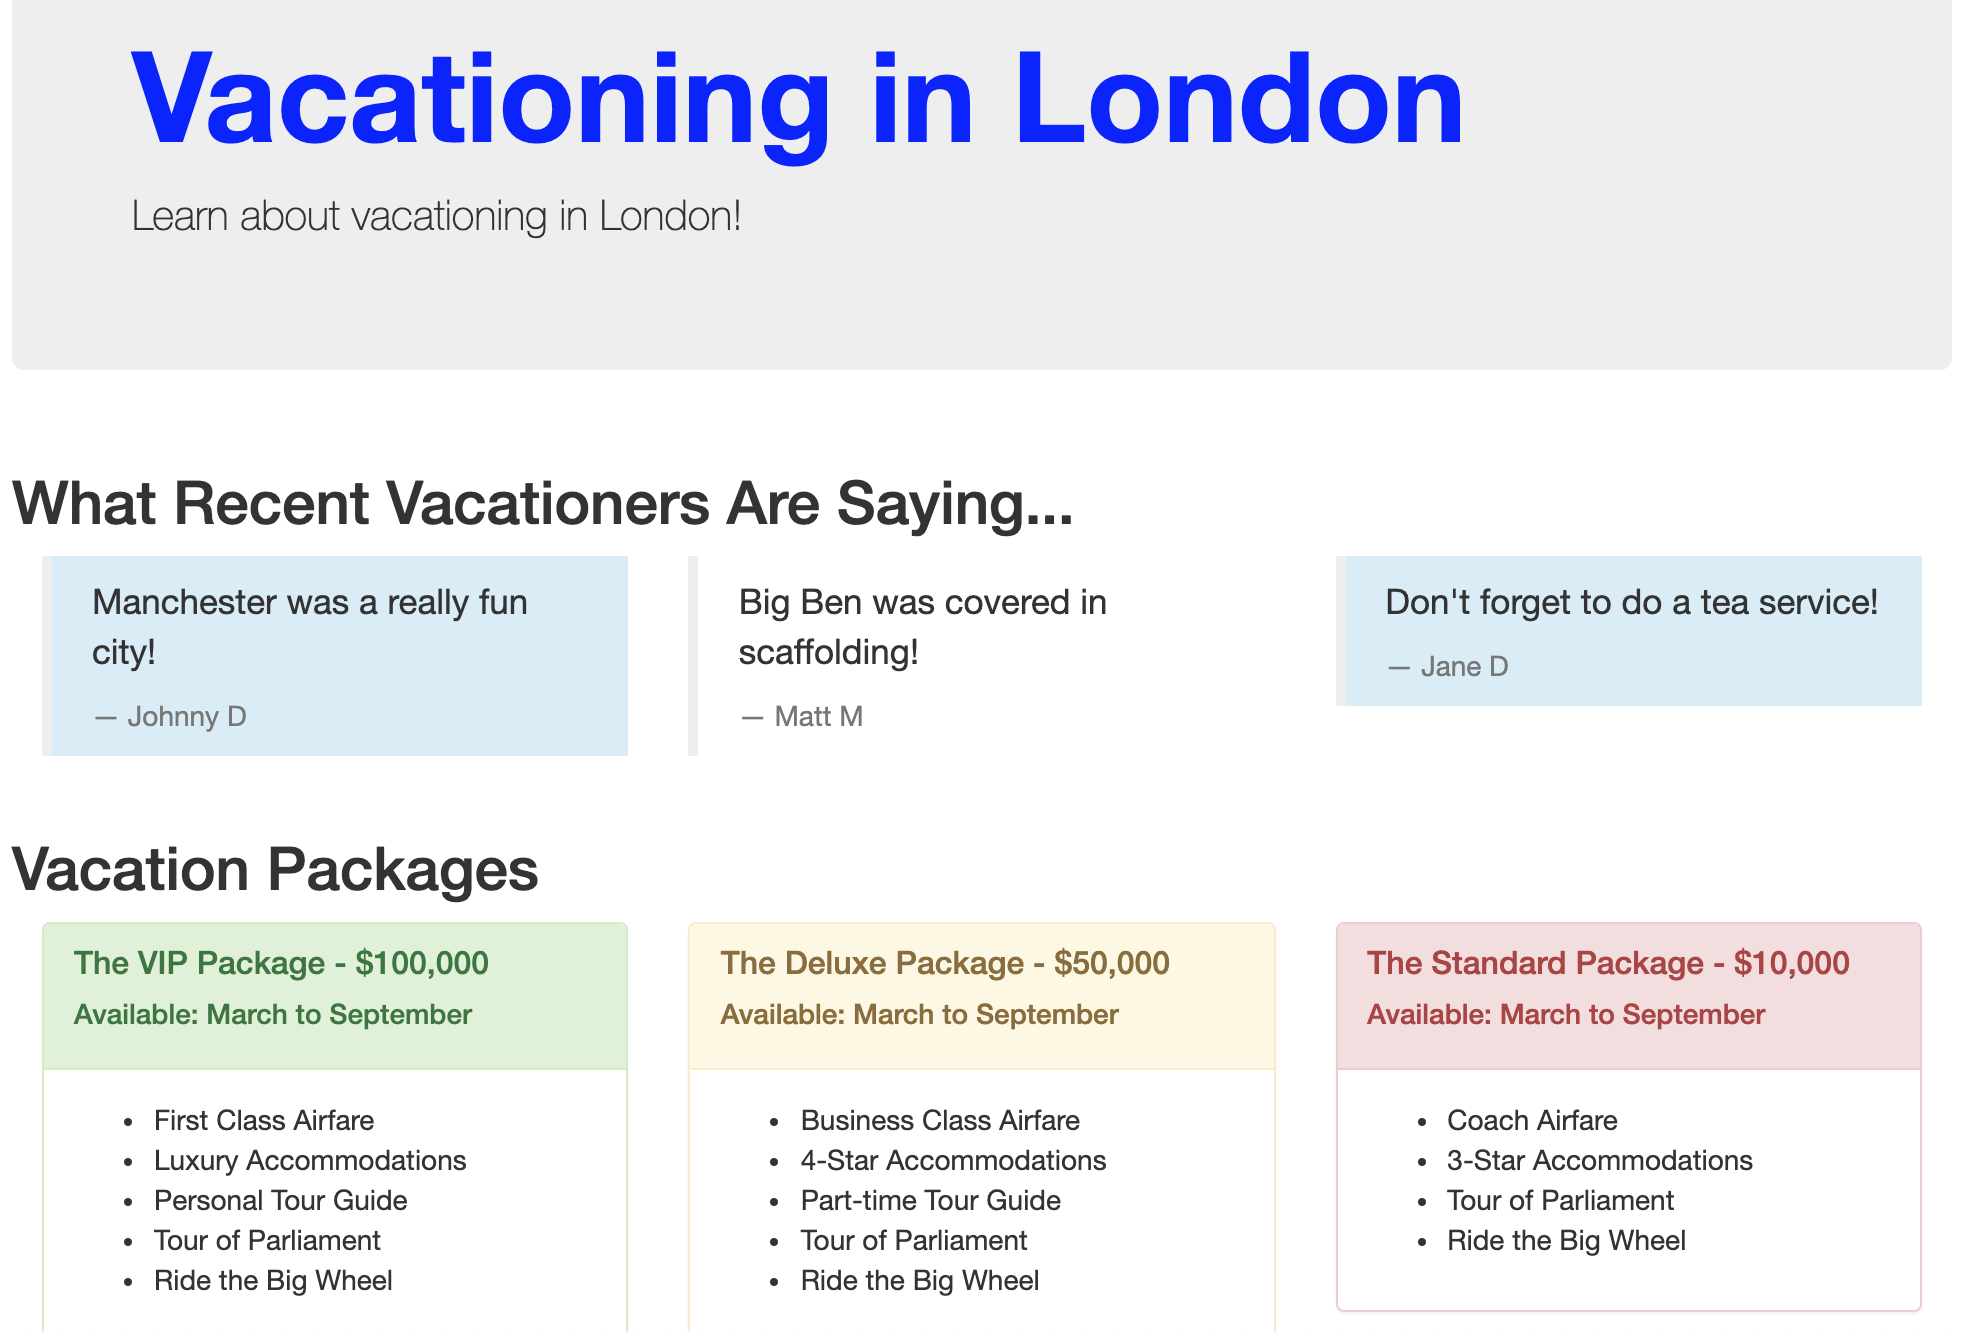 Vacationing in London
Learn about vacationing in London!
What Recent Vacationers Are Saying...
Manchester was a really fun
city!
— Johnny D
Big Ben was covered in
scaffolding!
— Matt M
Don't forget to do a tea service!
— Jane D
Vacation Packages
The VIP Package - $100,000
Available: March to September
• First Class Airfare
• Luxury Accommodations
• Personal Tour Guide
• Tour of Parliament
• Ride the Big Wheel
The Deluxe Package - $50,000
Available: March to September
• Business Class Airfare
• 4-Star Accommodations
• Part-time Tour Guide
• Tour of Parliament
• Ride the Big Wheel
The Standard Package - $10,000
Available: March to September
• Coach Airfare
• 3-Star Accommodations
• Tour of Parliament
• Ride the Big Wheel